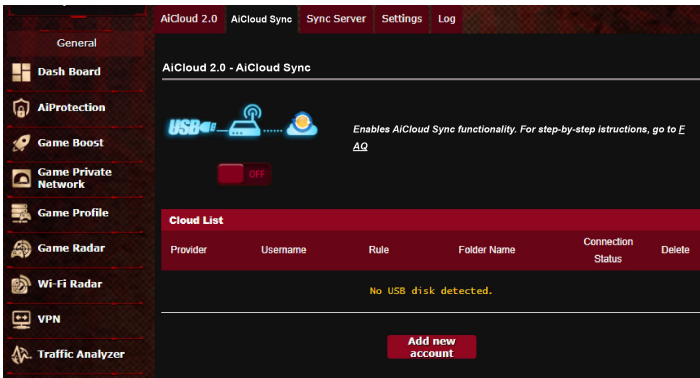 AiCloud 2.0
AiCloud Sync
Sync Server
Settings
Log
General
Dash Board
AiProtection
Game Boost
Game Private
Network
Game Profile
Game Radar
Wi-Fi Radar
VPN
Traffic Analyzer
AiCloud 2.0 - AiCloud Sync
USB
Enables AiCloud Sync functionality. For step-by-step istructions, go to F
AQ
OFF
Cloud List
Provider
Username
Rule
Folder Name
Connection
Status
Delete
No USB disk detected.
Add new
account